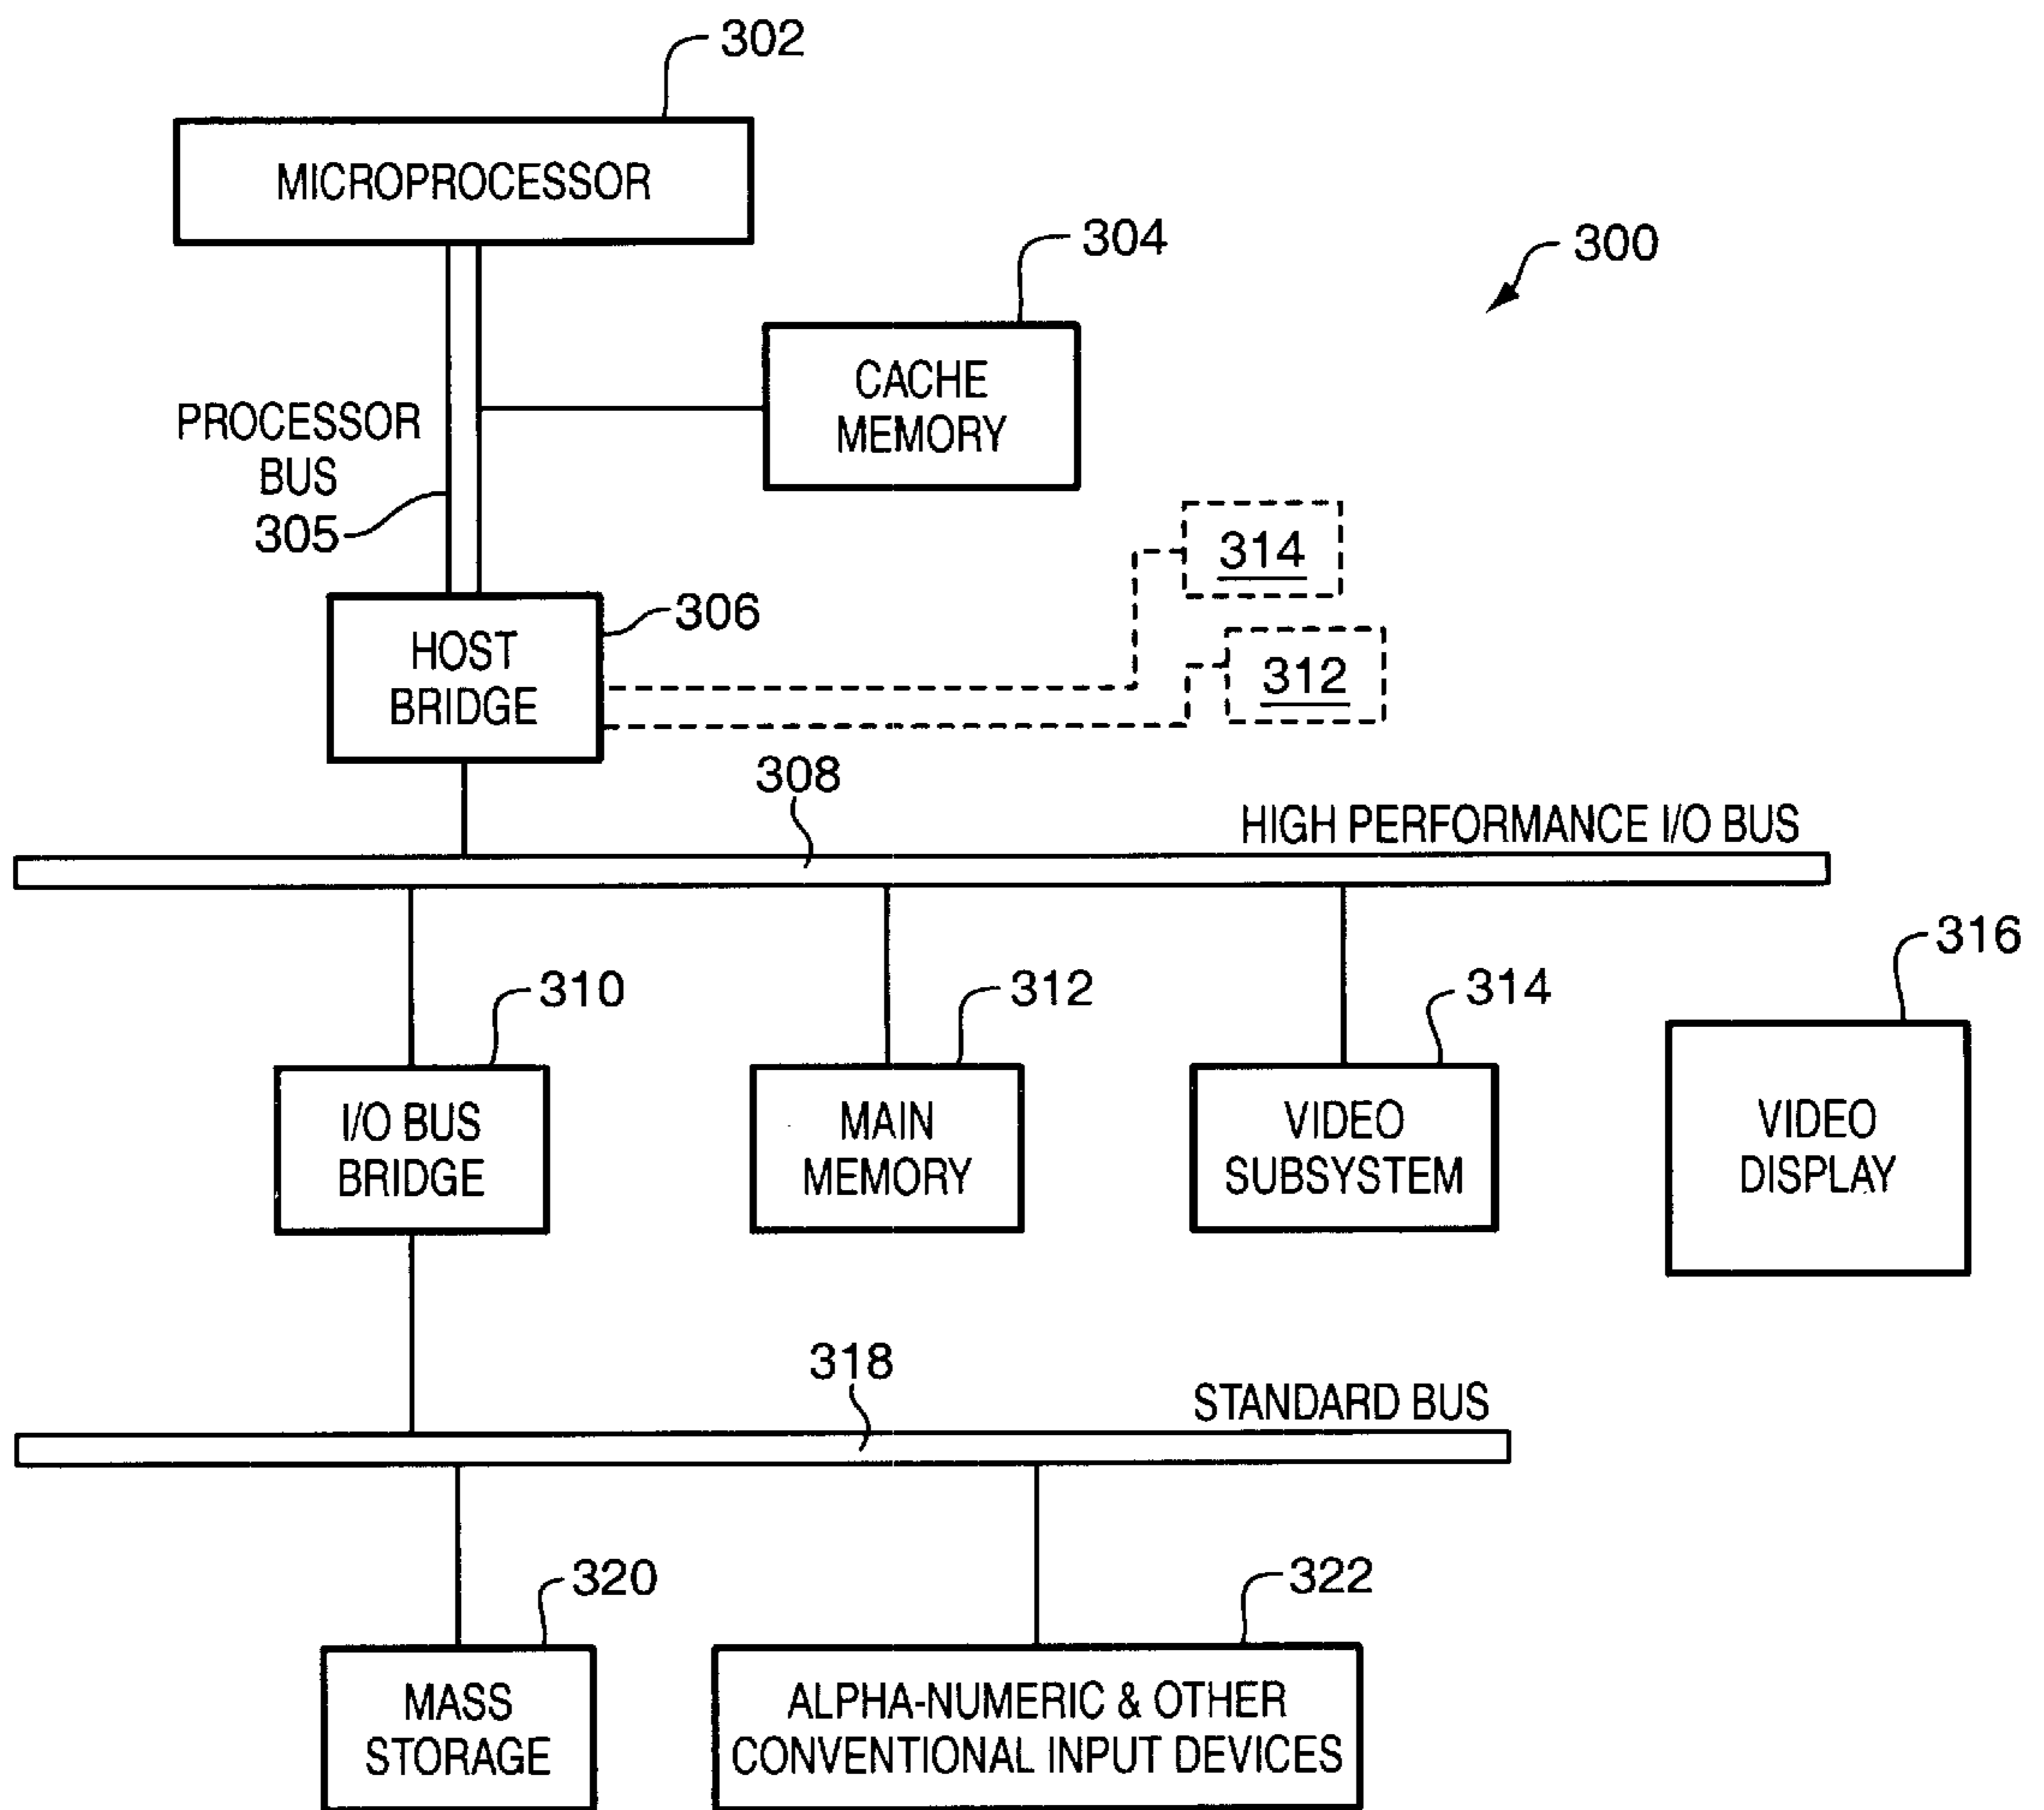 302
MICROPROCESSOR
304
300
CACHE
MEMORY
PROCESSOR
BUS
305
314
306
HOST
BRIDGE
312
308
HIGH PERFORMANCE I/O BUS
316
310
312
314
I/O BUS
BRIDGE
MAIN
MEMORY
VIDEO
SUBSYSTEM
VIDEO
DISPLAY
318
STANDARD BUS
320
322
MASS
STORAGE
ALPHA-NUMERIC & OTHER
CONVENTIONAL INPUT DEVICES